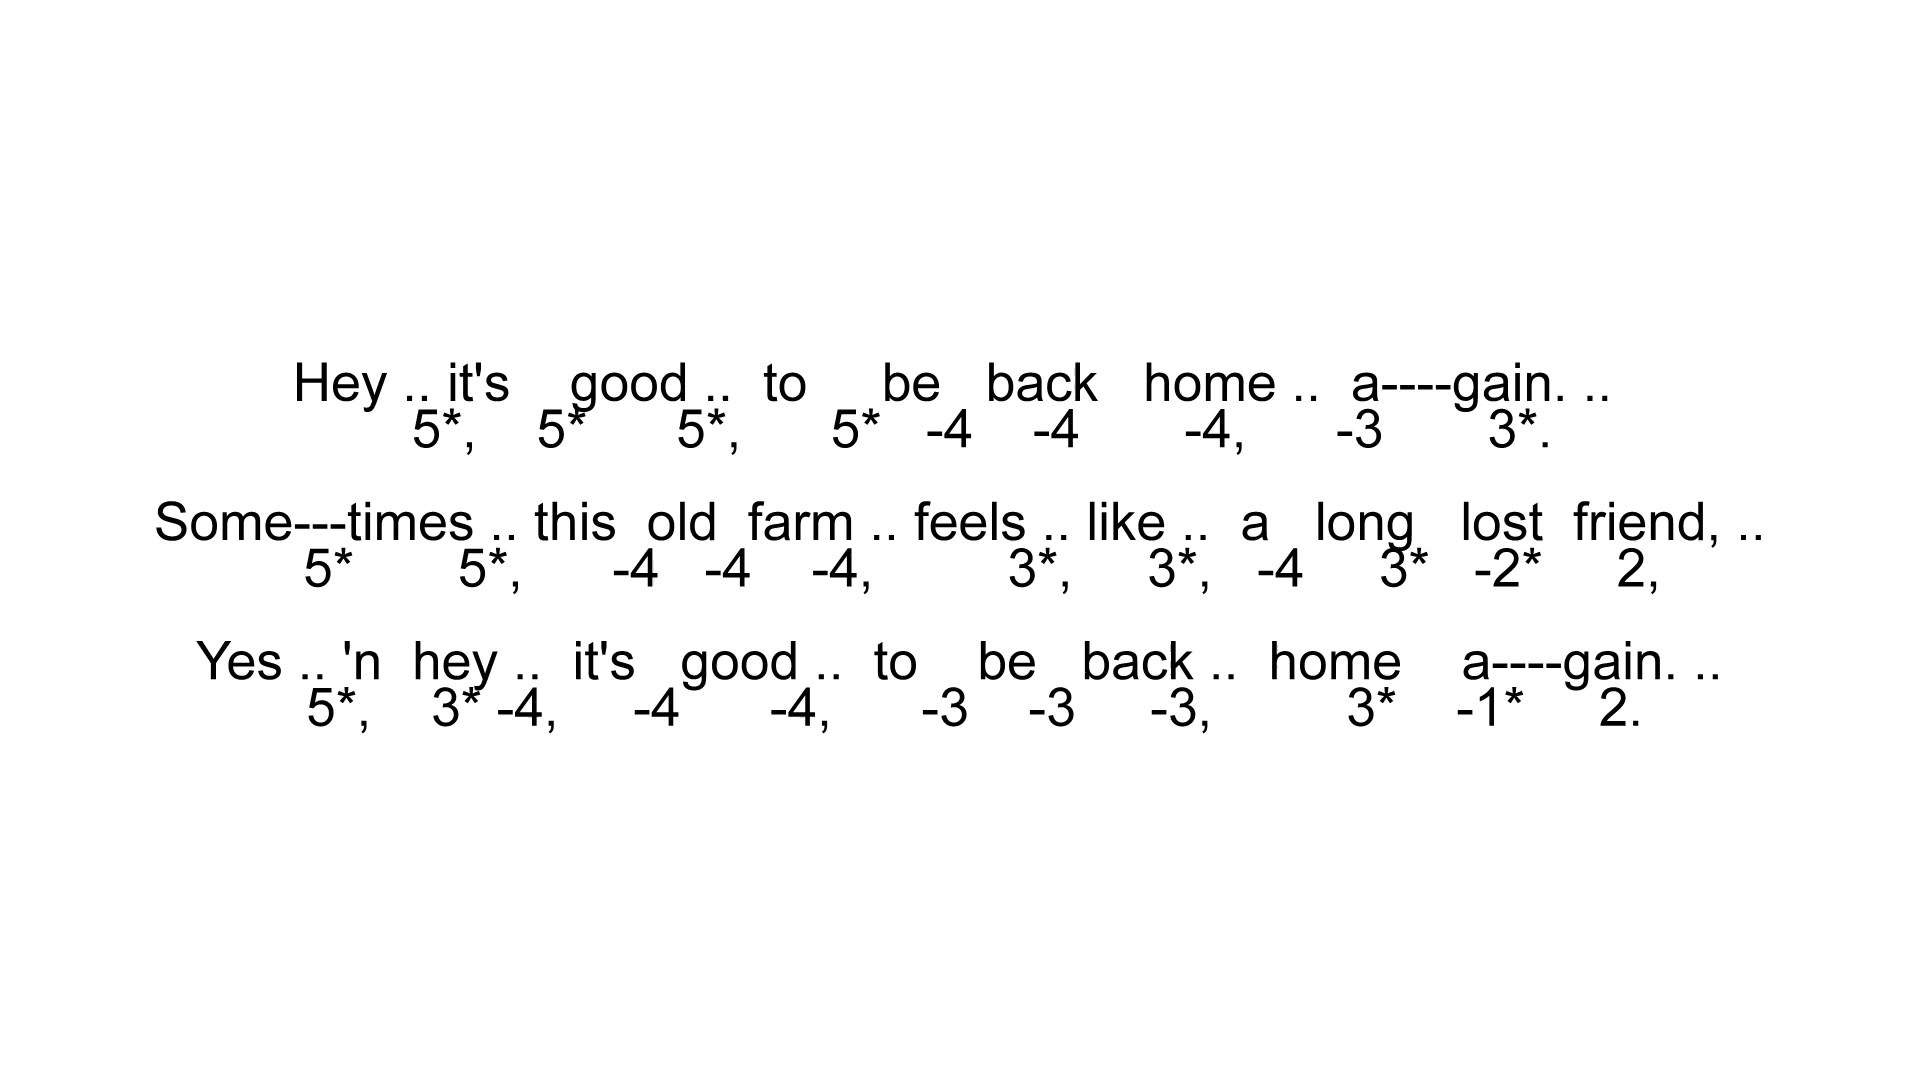 Hey .. it's good .. to be back home .. a----gain. ..
5*, 5* 5*, 5* -4 -4 -4, -3 3*.
Some---times .. this old farm .. feels .. like .. a long lost friend, ..
5* 5*, -4 -4 -4, 3*, 3*, -4 3* -2* 2,
Yes .. 'n hey .. it's good .. to be back .. home a----gain. ..
5*, 3* -4, -4 -4, -3 -3 -3, 3* -1* 2.